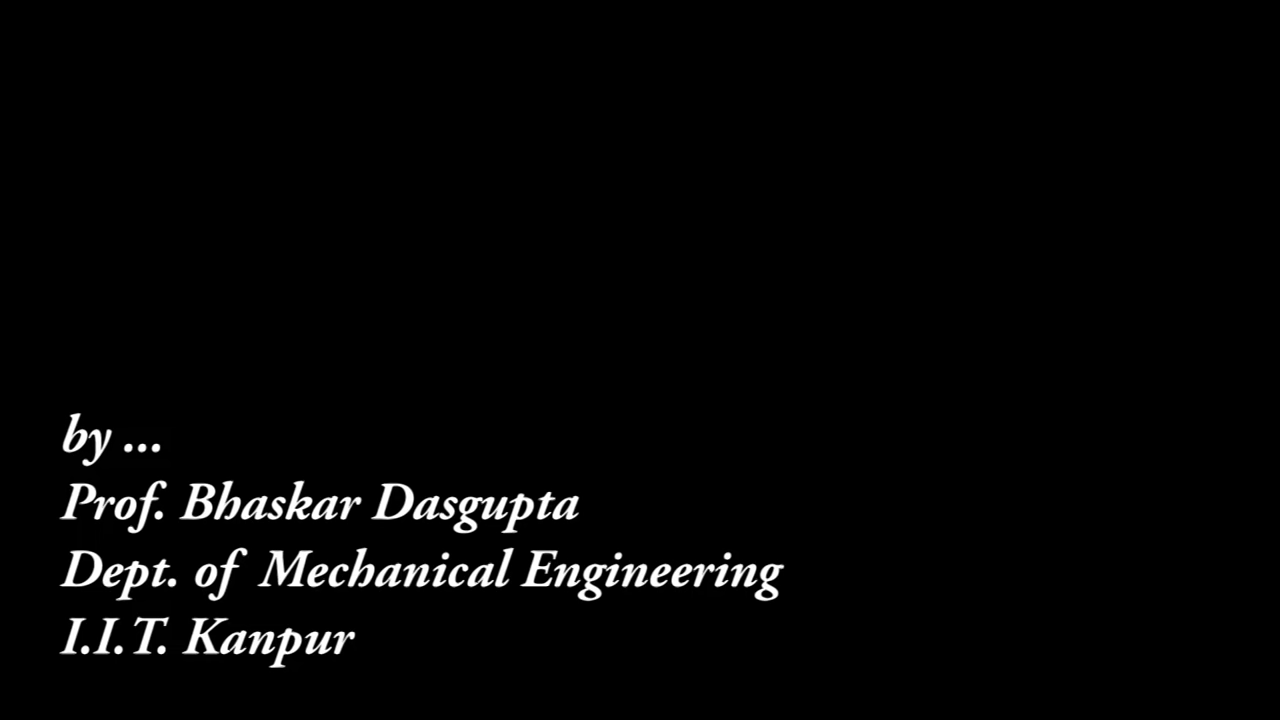 by ...
Prof. Bhaskar Dasgupta
Dept. of Mechanical Engineering
I.I.T. Kanpur